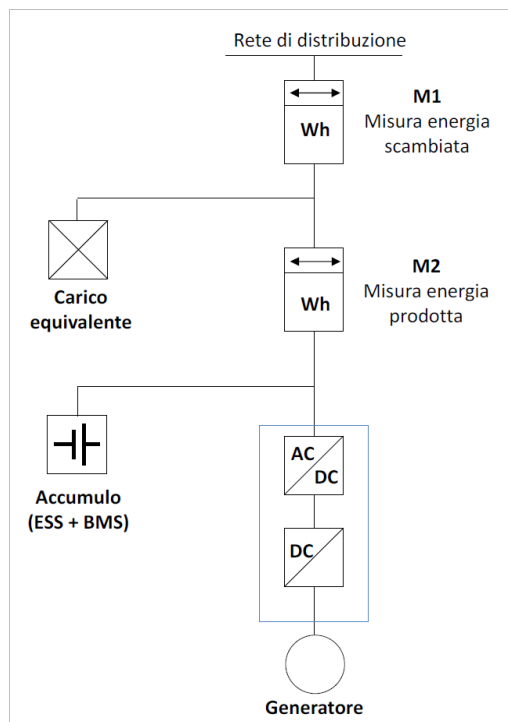 Rete di distribuzione
M1
Misura energia
scambiata
Wh
Carico
equivalente
M2
Misura energia
prodotta
Wh
AC
DC
Accumulo
(ESS + BMS)
DC
Generatore